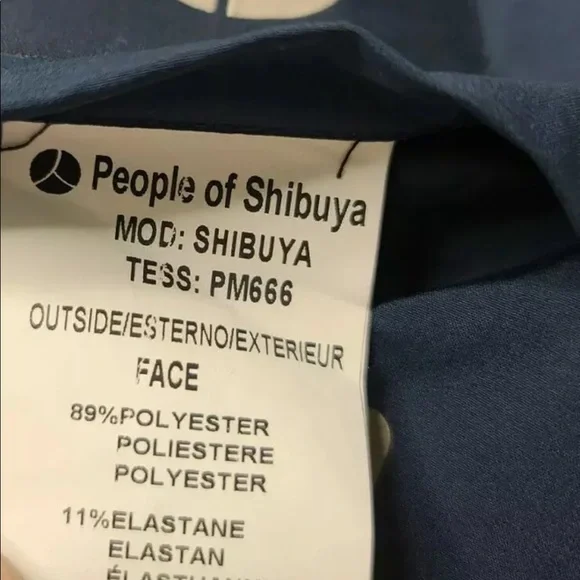 People of Shibuya
MOD: SHIBUYA
TESS: PM666
OUTSIDE/ESTERNO/EXTERIEUR
FACE
89%POLYESTER
POLIESTERE
POLYESTER
11%ELASTANE
ELASTAN